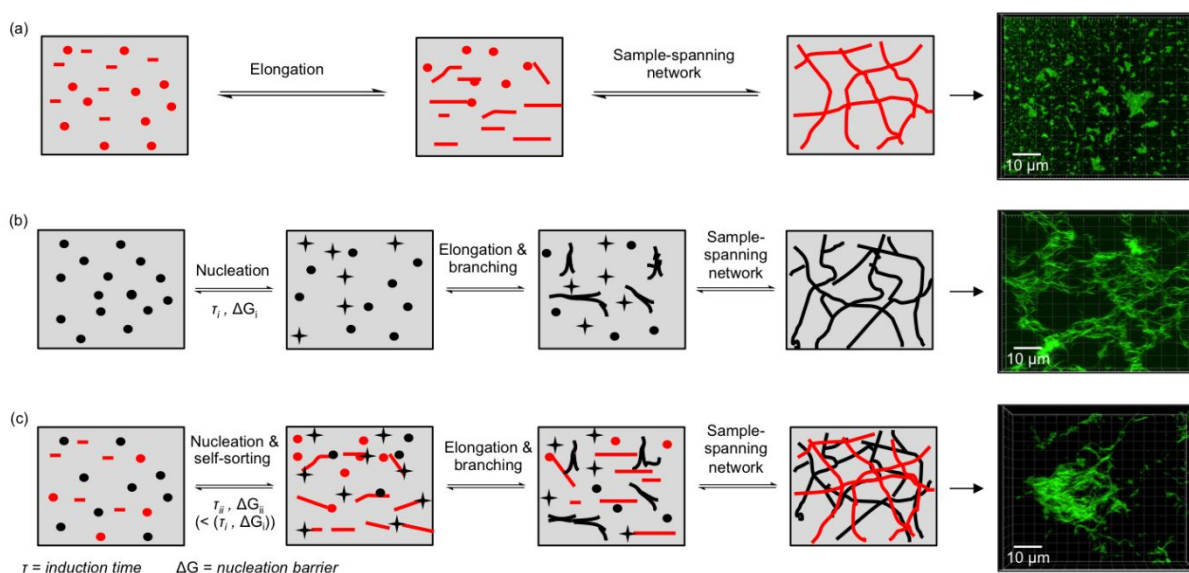 (a)
Elongation
Sample-spanning
network
10 µm
(b)
Nucleation
τi , ΔGi
Elongation &
branching
Sample-
spanning
network
10 µm
(c)
Nucleation &
self-sorting
τii , ΔGii
(< (τi , ΔGi))
Elongation &
branching
Sample-
spanning
network
10 µm
τ = induction time ΔG = nucleation barrier